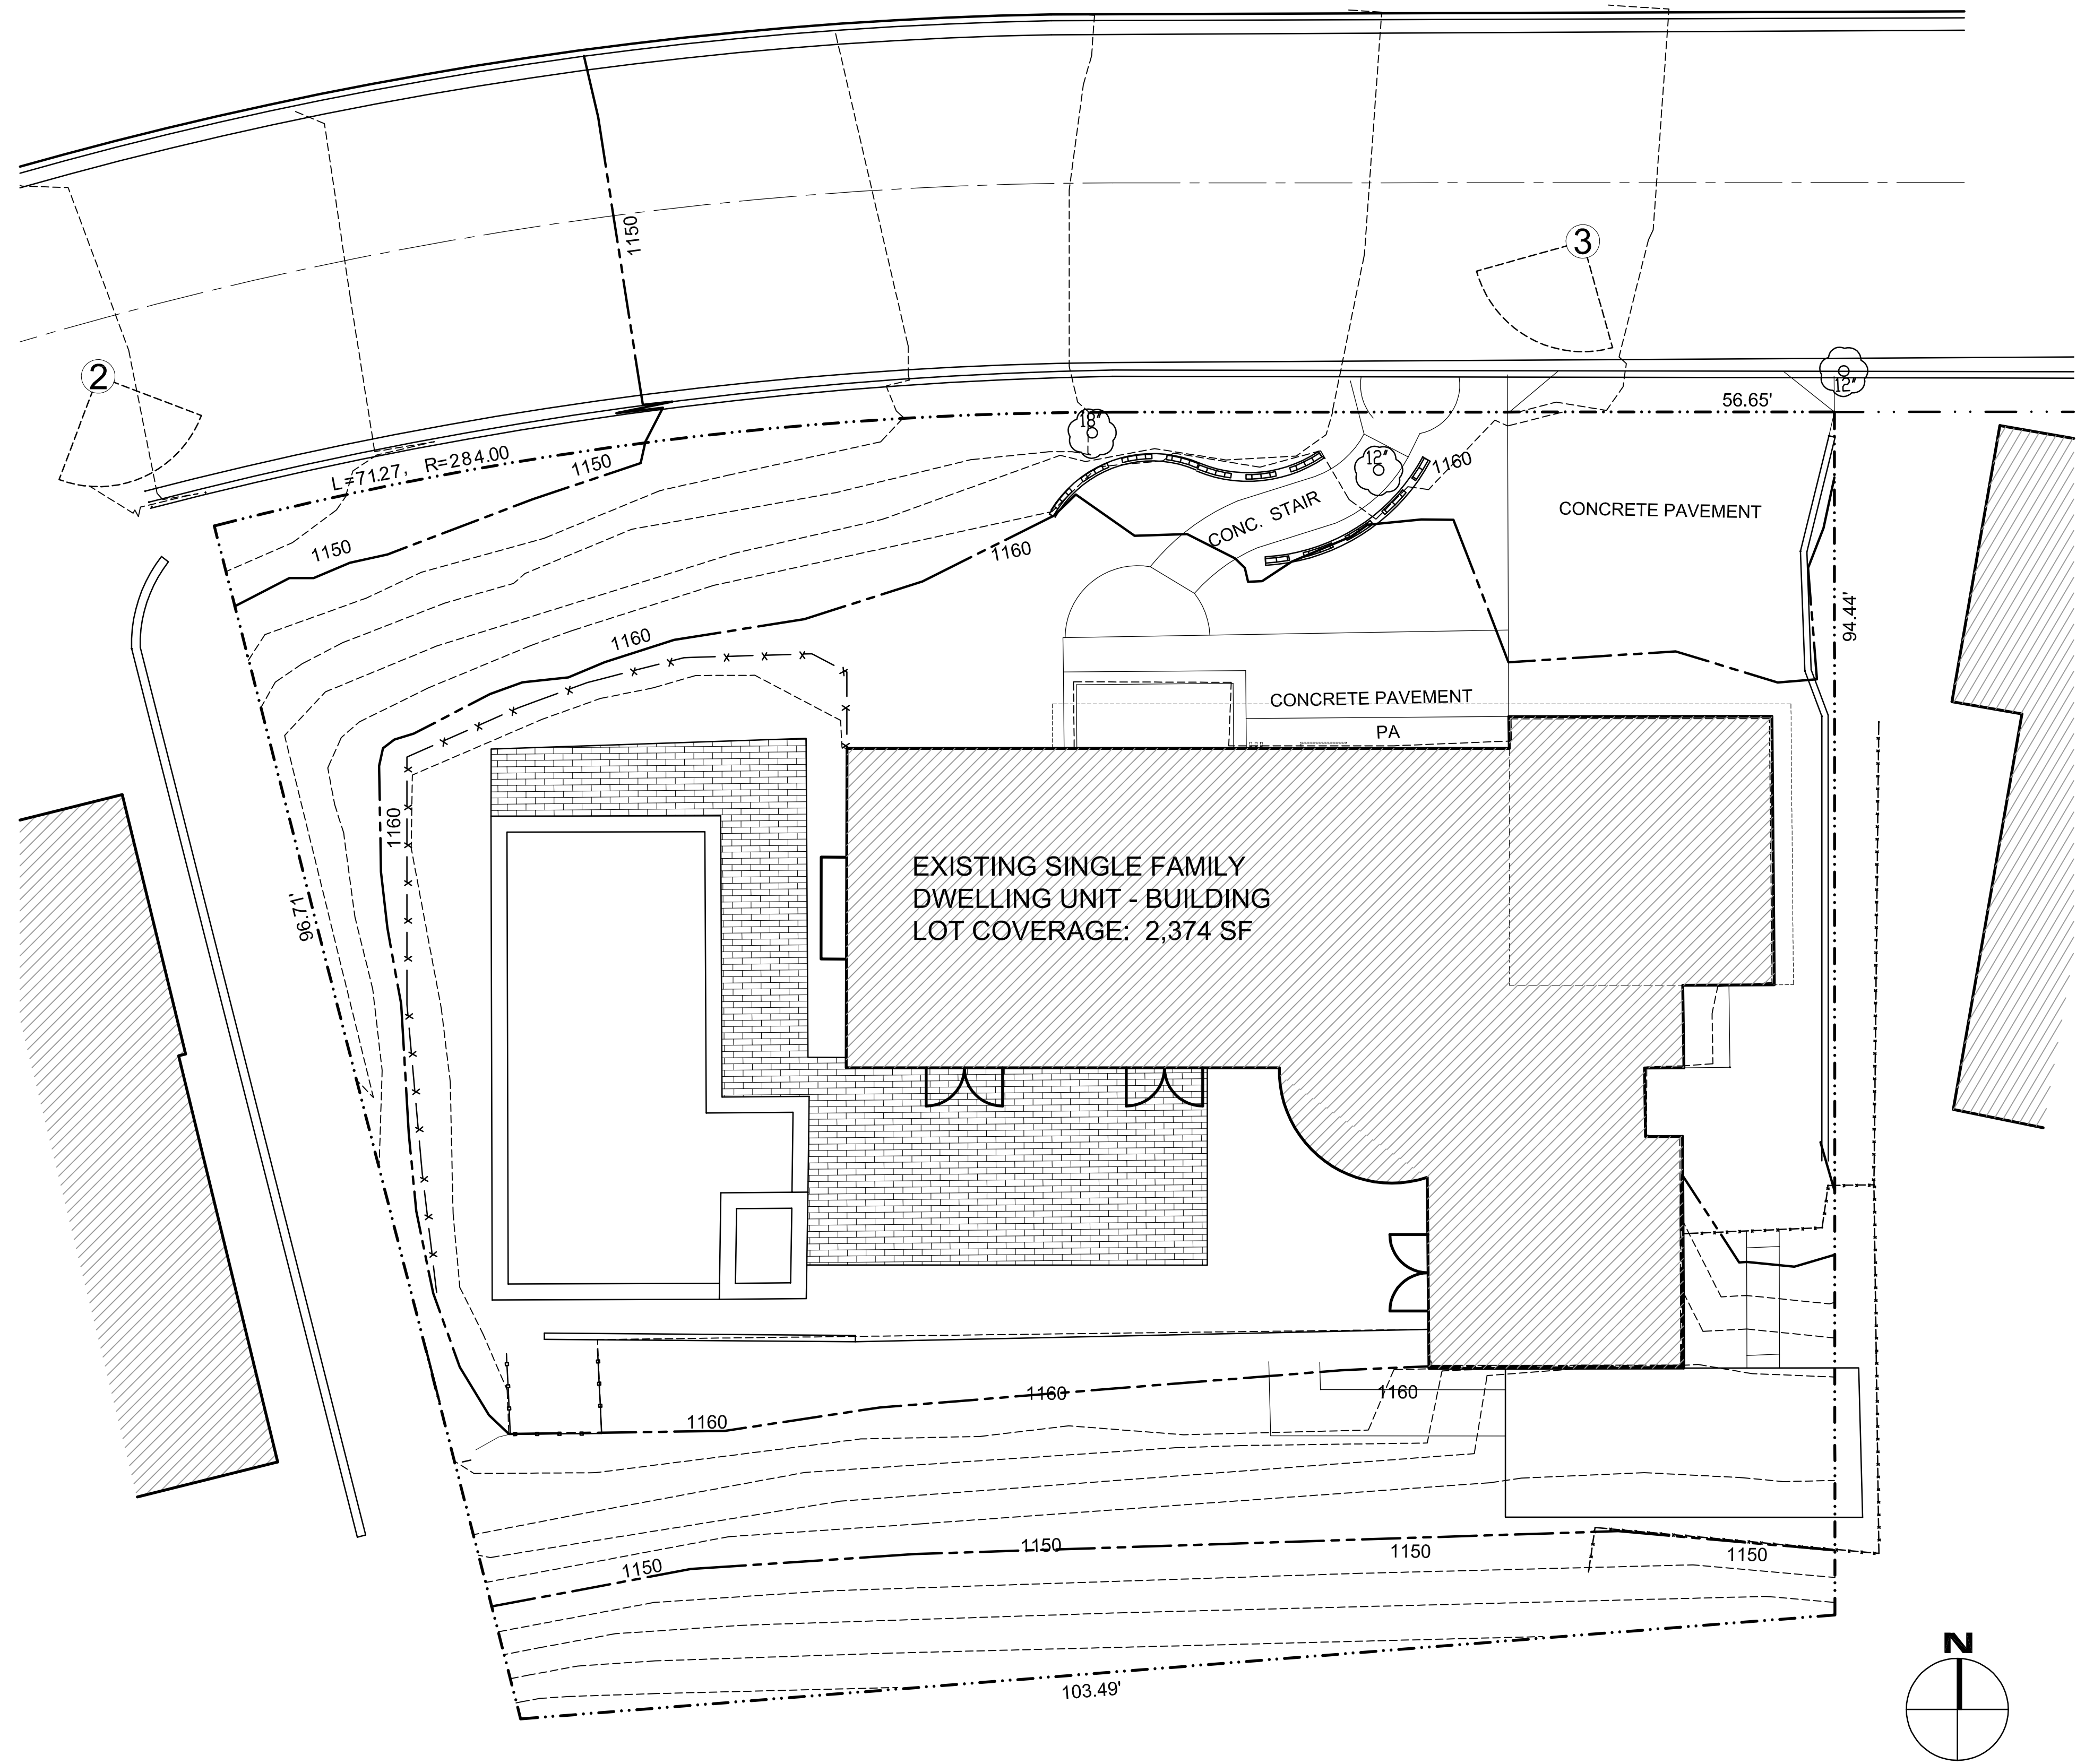 1150
3
2
12"
56.65'
18"
L=71.27, R=284.00
1150
12"
1160
1150
CONC. STAIR
CONCRETE PAVEMENT
1160
94.44'
1160
CONCRETE PAVEMENT
PA
1160
EXISTING SINGLE FAMILY
DWELLING UNIT - BUILDING
LOT COVERAGE: 2,374 SF
96.71'
1160
1160
1160
1150
1150
1150
1150
103.49'
N